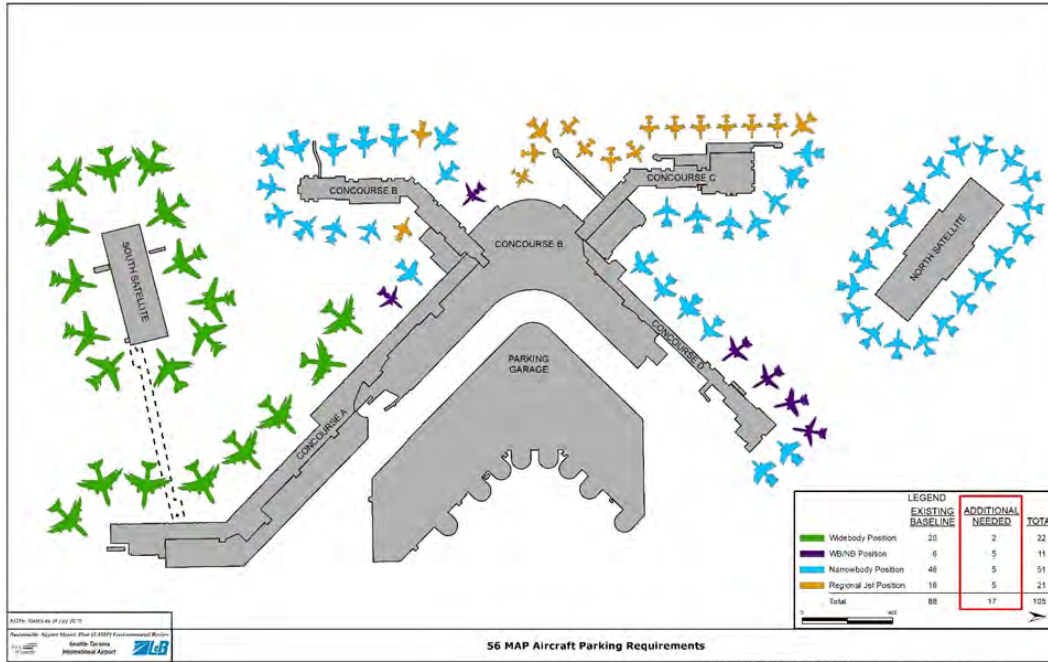 CONCOURSE B
CONCOURSE C
SOUTH SATELLITE
CONCOURSE B
NORTH SATELLITE
CONCOURSE D
PARKING
GARAGE
CONCOURSE A
LEGEND
EXISTING BASELINE ADDITIONAL NEEDED TOTAL
Widebody Position 20 2 22
WB/NB Position 6 5 11
Narrowbody Position 46 5 51
Regional Jet Position 16 5 21
Total 88 17 105
0 400
Sustainable Airport Master Plan (SAMP) Environmental Review
Seattle-Tacoma
International Airport
L&B
56 MAP Aircraft Parking Requirements